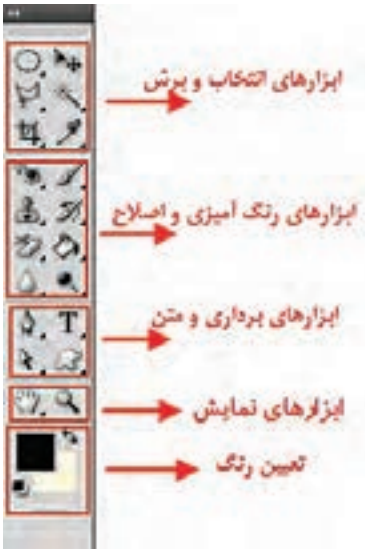 ابزارهای انتخاب و برش
ابزارهای رنگ آمیزی و اصلاح
ابزارهای برداری و متن
ابزارهای نمایش
تعیین رنگ